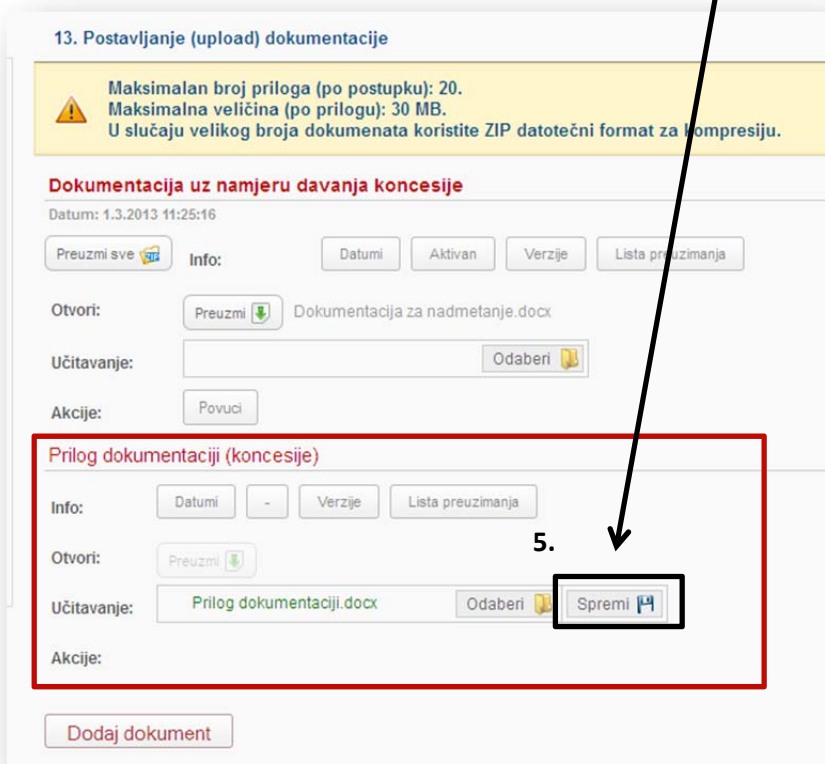 13. Postavljanje (upload) dokumentacije
Maksimalan broj priloga (po postupku): 20.
Maksimalna veličina (po prilogu): 30 MB.
U slučaju velikog broja dokumenata koristite ZIP datotečni format za kompresiju.
Dokumentacija uz namjeru davanja koncesije
Datum: 1.3.2013 11:25:16
Preuzmi sve ZIP Info: Datumi Aktivan Verzije Lista preuzimanja
Otvori: Preuzmi Dokumentacija za nadmetanje.docx
Učitavanje: Odaberi
Akcije: Povuci
Prilog dokumentaciji (koncesije)
Info: Datumi - Verzije Lista preuzimanja
5.
Otvori: Preuzmi
Učitavanje: Prilog dokumentaciji.docx Odaberi Spremi
Akcije:
Dodaj dokument